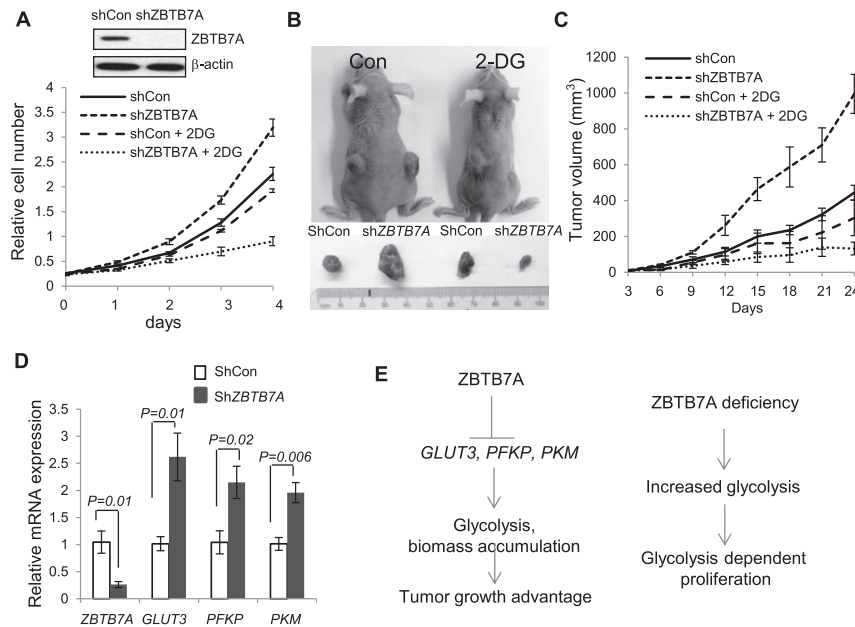 A
shCon shZBTB7A
ZBTB7A
β-actin
Relative cell number
4
3.5
3
2.5
2
1.5
1
0.5
0
shCon
shZBTB7A
shCon + 2DG
shZBTB7A + 2DG
0 1 2 3 4
days
B
Con 2-DG
ShCon shZBTB7A ShCon shZBTB7A
C
Tumor volume (mm³)
1200
1000
800
600
400
200
0
shCon
shZBTB7A
shCon + 2DG
shZBTB7A + 2DG
3 6 9 12 15 18 21 24
Days
D
ShCon
ShZBTB7A
Relative mRNA expression
3.5
3
2.5
2
1.5
1
0.5
0
P=0.01
P=0.01
P=0.02
P=0.006
ZBTB7A GLUT3 PFKP PKM
E
ZBTB7A
GLUT3, PFKP, PKM
Glycolysis,
biomass accumulation
Tumor growth advantage
ZBTB7A deficiency
Increased glycolysis
Glycolysis dependent
proliferation